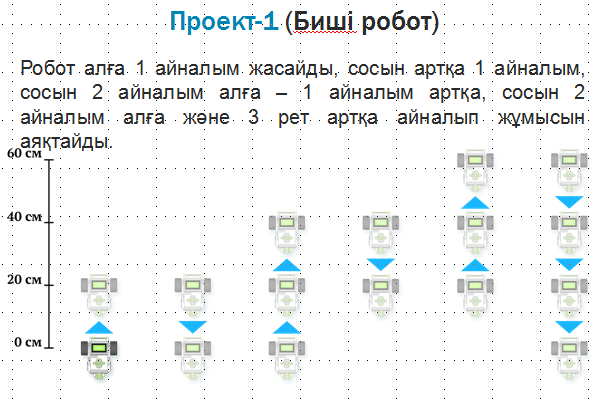 Проект-1 (Биші робот)
Робот алға 1 айналым жасайды, сосын артқа 1 айналым,
сосын 2 айналым алға – 1 айналым артқа, сосын 2
айналым алға және 3 рет артқа айналып жұмысын
аяқтайды.
60 см
40 см
20 см
0 см